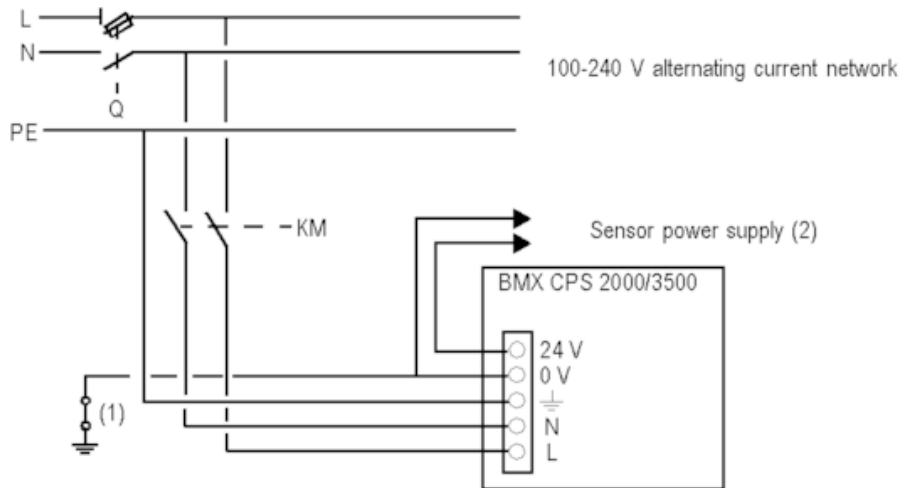 L
N
100-240 V alternating current network
Q
PE
KM
Sensor power supply (2)
BMX CPS 2000/3500
24 V
0 V
(1)
N
L